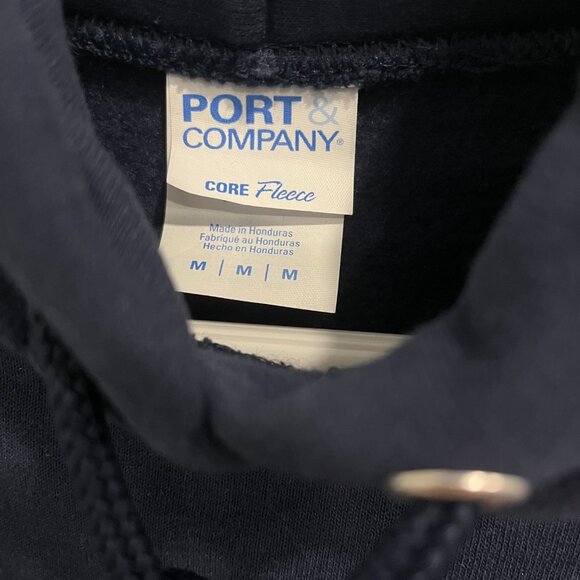 PORT &
COMPANY®
CORE Fleece
Made in Honduras
Fabriqué au Honduras
Hecho en Honduras
M | M | M